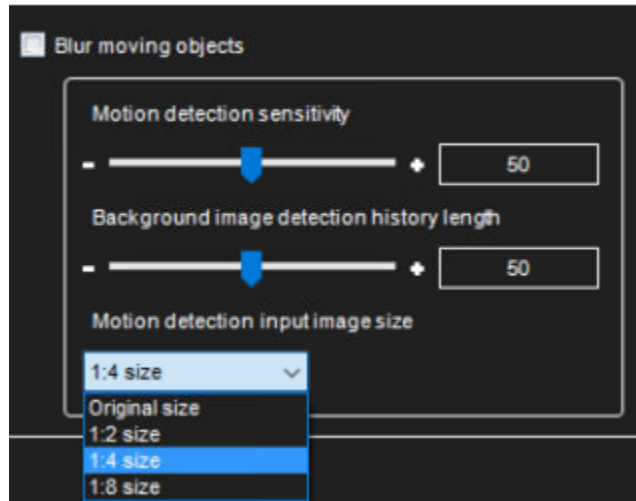 Blur moving objects
Motion detection sensitivity
- + 50
Background image detection history length
- + 50
Motion detection input image size
1:4 size
Original size
1:2 size
1:4 size
1:8 size